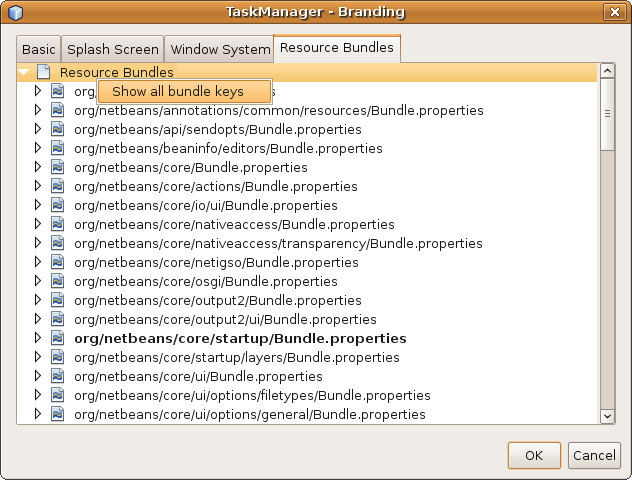 TaskManager - Branding
Basic Splash Screen Window System Resource Bundles
Resource Bundles
org/
Show all bundle keys
org/netbeans/annotations/common/resources/Bundle.properties
org/netbeans/api/sendopts/Bundle.properties
org/netbeans/beaninfo/editors/Bundle.properties
org/netbeans/core/Bundle.properties
org/netbeans/core/actions/Bundle.properties
org/netbeans/core/io/ui/Bundle.properties
org/netbeans/core/nativeaccess/Bundle.properties
org/netbeans/core/nativeaccess/transparency/Bundle.properties
org/netbeans/core/netigso/Bundle.properties
org/netbeans/core/osgi/Bundle.properties
org/netbeans/core/output2/Bundle.properties
org/netbeans/core/output2/ui/Bundle.properties
org/netbeans/core/startup/Bundle.properties
org/netbeans/core/startup/layers/Bundle.properties
org/netbeans/core/ui/Bundle.properties
org/netbeans/core/ui/options/filetypes/Bundle.properties
org/netbeans/core/ui/options/general/Bundle.properties
OK Cancel